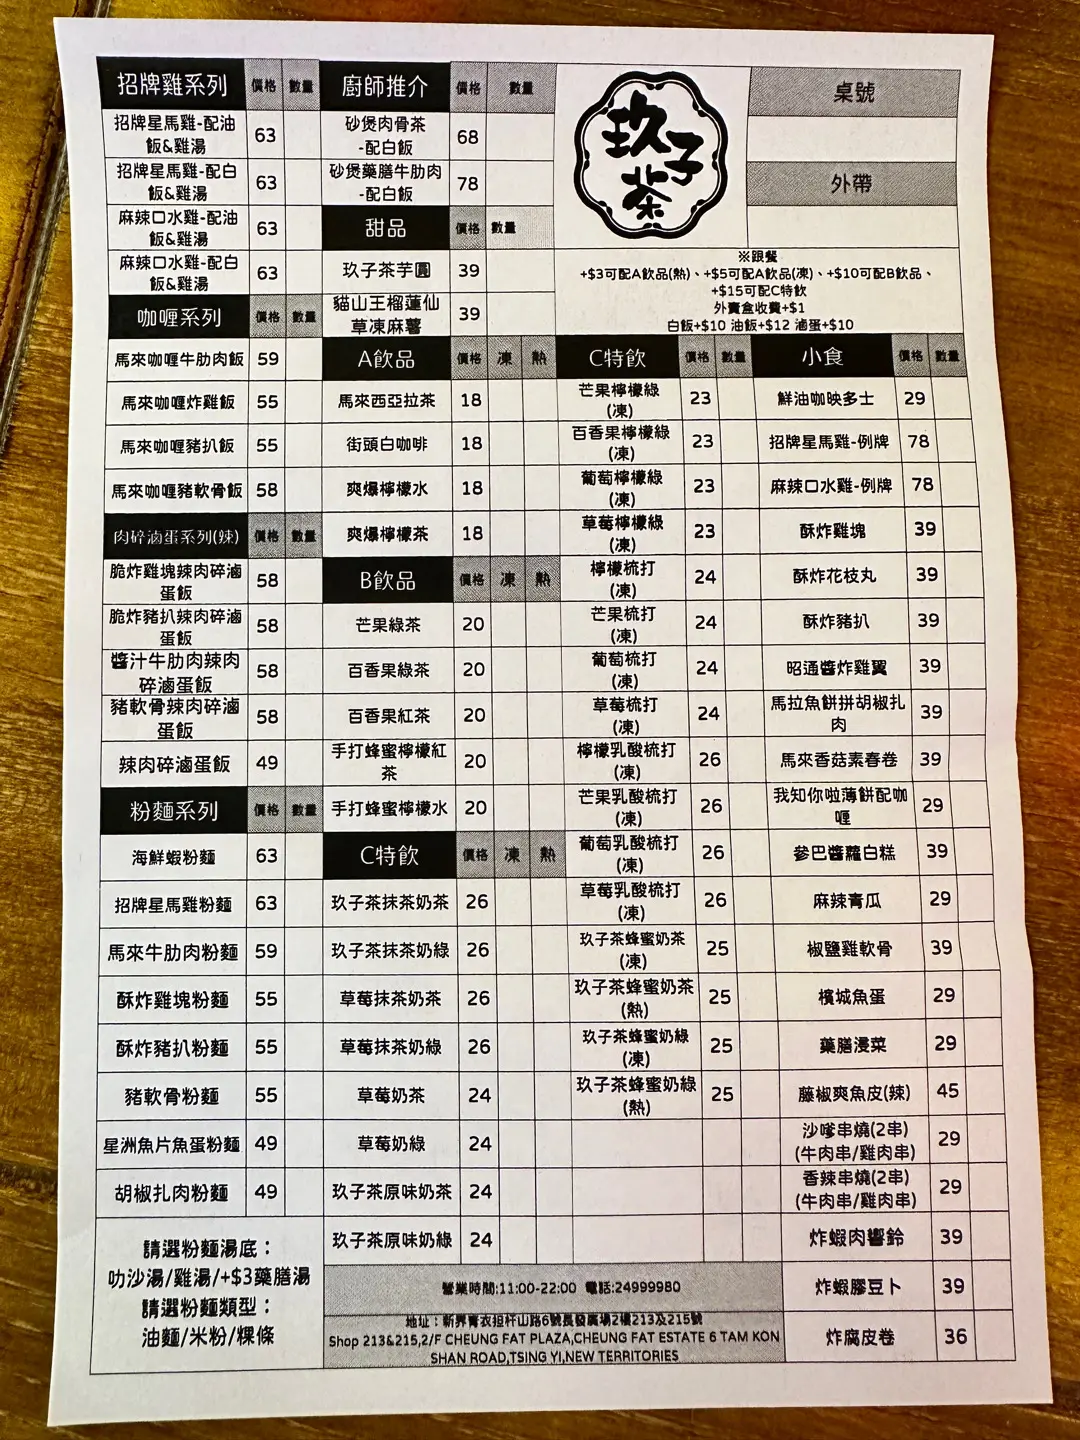 招牌雞系列 價格 數量
招牌星馬雞-配油
飯&雞湯 63
招牌星馬雞-配白
飯&雞湯 63
麻辣口水雞-配油
飯&雞湯 63
麻辣口水雞-配白
飯&雞湯 63
咖喱系列 價格 數量
馬來咖喱牛肋肉飯 59
馬來咖喱炸雞飯 55
馬來咖喱豬扒飯 55
馬來咖喱豬軟骨飯 58
肉碎滷蛋系列(辣) 價格 數量
脆炸雞塊辣肉碎滷
蛋飯 58
脆炸豬扒辣肉碎滷
蛋飯 58
醬汁牛肋肉辣肉
碎滷蛋飯 58
豬軟骨辣肉碎滷
蛋飯 58
辣肉碎滷蛋飯 49
粉麵系列 價格 數量
海鮮蝦粉麵 63
招牌星馬雞粉麵 63
馬來牛肋肉粉麵 59
酥炸雞塊粉麵 55
酥炸豬扒粉麵 55
豬軟骨粉麵 55
星洲魚片魚蛋粉麵 49
胡椒扎肉粉麵 49
請選粉麵湯底：
叻沙湯/雞湯/+$3藥膳湯
請選粉麵類型：
油麵/米粉/粿條
廚師推介 價格 數量
砂煲肉骨茶
-配白飯 68
砂煲藥膳牛肋肉
-配白飯 78
甜品 價格 數量
玖子茶芋圓 39
貓山王榴蓮仙
草凍麻薯 39
A飲品 價格 凍 熱
馬來西亞拉茶 18
街頭白咖啡 18
爽爆檸檬水 18
爽爆檸檬茶 18
B飲品 價格 凍 熱
芒果綠茶 20
百香果綠茶 20
百香果紅茶 20
手打蜂蜜檸檬紅
茶 20
手打蜂蜜檸檬水 20
C特飲 價格 凍 熱
玖子茶抹茶奶茶 26
玖子茶抹茶奶綠 26
草莓抹茶奶茶 26
草莓抹茶奶綠 26
草莓奶茶 24
草莓奶綠 24
玖子茶原味奶茶 24
玖子茶原味奶綠 24
玖子茶
桌號
外帶
※跟餐
+$3可配A飲品(熱)、+$5可配A飲品(凍)、+$10可配B飲品、
+$15可配C特飲
外賣盒收費+$1
白飯+$10 油飯+$12 滷蛋+$10
C特飲 價格 數量
芒果檸檬綠
(凍) 23
百香果檸檬綠
(凍) 23
葡萄檸檬綠
(凍) 23
草莓檸檬綠
(凍) 23
檸檬梳打
(凍) 24
芒果梳打
(凍) 24
葡萄梳打
(凍) 24
草莓梳打
(凍) 24
檸檬乳酸梳打
(凍) 26
芒果乳酸梳打
(凍) 26
葡萄乳酸梳打
(凍) 26
草莓乳酸梳打
(凍) 26
玖子茶蜂蜜奶茶
(凍) 25
玖子茶蜂蜜奶茶
(熱) 25
玖子茶蜂蜜奶綠
(凍) 25
玖子茶蜂蜜奶綠
(熱) 25
小食 價格 數量
鮮油咖央多士 29
招牌星馬雞-例牌 78
麻辣口水雞-例牌 78
酥炸雞塊 39
酥炸花枝丸 39
酥炸豬扒 39
昭通醬炸雞翼 39
馬拉魚餅拼胡椒扎
肉 39
馬來香菇素春卷 39
我知你啦薄餅配咖
喱 29
參巴醬蘿白糕 39
麻辣青瓜 29
椒鹽雞軟骨 39
檳城魚蛋 29
藥膳浸菜 29
藤椒爽魚皮(辣) 45
沙嗲串燒(2串)
(牛肉串/雞肉串) 29
香辣串燒(2串)
(牛肉串/雞肉串) 29
炸蝦肉響鈴 39
炸蝦膠豆卜 39
炸腐皮卷 36
營業時間:11:00-22:00 電話:24999980
地址：新界青衣担杆山路6號長發廣場2樓213及215號
Shop 213&215,2/F CHEUNG FAT PLAZA,CHEUNG FAT ESTATE 6 TAM KON
SHAN ROAD,TSING YI,NEW TERRITORIES